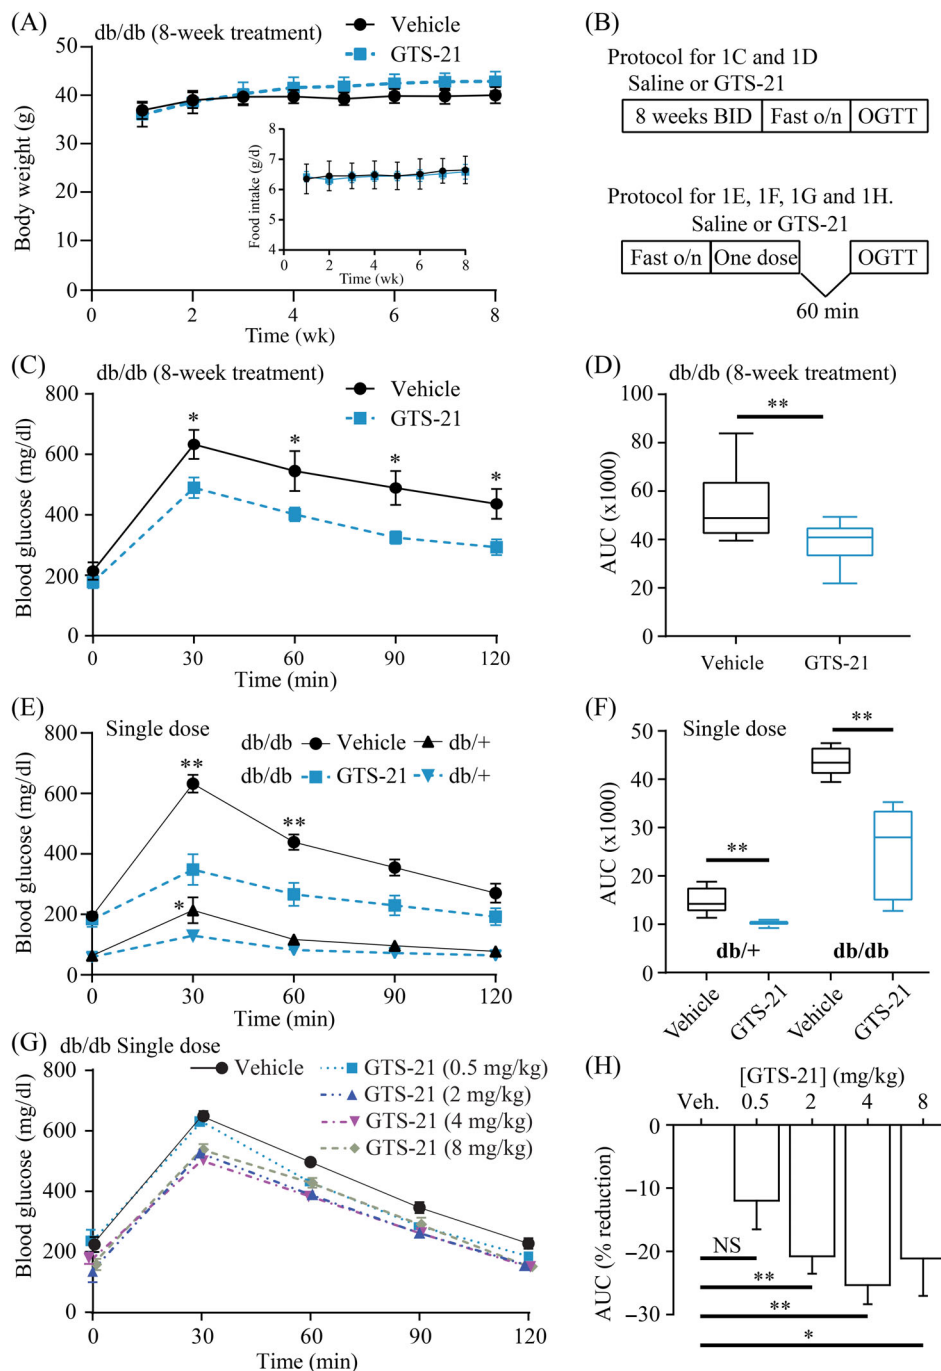 (A)
db/db (8-week treatment)
Vehicle
GTS-21
Body weight (g)
50
40
30
20
10
0
0 2 4 6 8
Time (wk)
Food intake (g/d)
8
7
6
5
4
0 2 4 6 8
Time (wk)
(B)
Protocol for 1C and 1D
Saline or GTS-21
8 weeks BID Fast o/n OGTT
Protocol for 1E, 1F, 1G and 1H.
Saline or GTS-21
Fast o/n One dose OGTT
60 min
(C)
db/db (8-week treatment)
Vehicle
GTS-21
Blood glucose (mg/dl)
800
600
400
200
0
* * * *
0 30 60 90 120
Time (min)
(D)
db/db (8-week treatment)
AUC (x1000)
100
80
60
40
20
0
**
Vehicle GTS-21
(E)
Single dose
db/db Vehicle db/+
db/db GTS-21 db/+
Blood glucose (mg/dl)
800
600
400
200
0
**
**
*
0 30 60 90 120
Time (min)
(F)
Single dose
AUC (x1000)
50
40
30
20
10
0
**
**
db/+ db/db
Vehicle GTS-21 Vehicle GTS-21
(G)
db/db Single dose
Vehicle
GTS-21 (0.5 mg/kg)
GTS-21 (2 mg/kg)
GTS-21 (4 mg/kg)
GTS-21 (8 mg/kg)
Blood glucose (mg/dl)
800
600
400
200
0
0 30 60 90 120
Time (min)
(H)
[GTS-21] (mg/kg)
Veh. 0.5 2 4 8
AUC (% reduction)
0
−10
−20
−30
NS
**
**
*